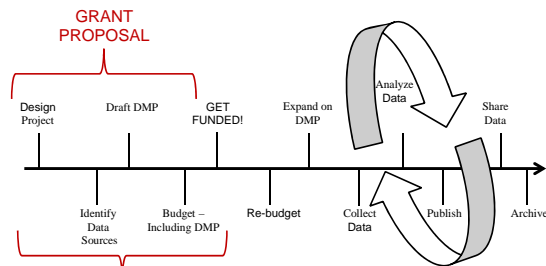 GRANT
PROPOSAL
Design
Project
Draft DMP
GET
FUNDED!
Expand on
DMP
Analyze
Data
Share
Data
Identify
Data
Sources
Budget –
Including DMP
Re-budget
Collect
Data
Publish
Archive